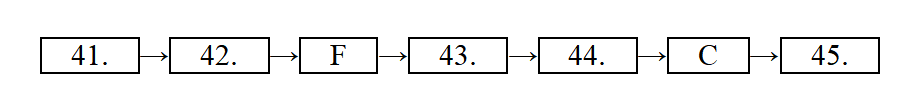 41. → 42. → F → 43. → 44. → C → 45.